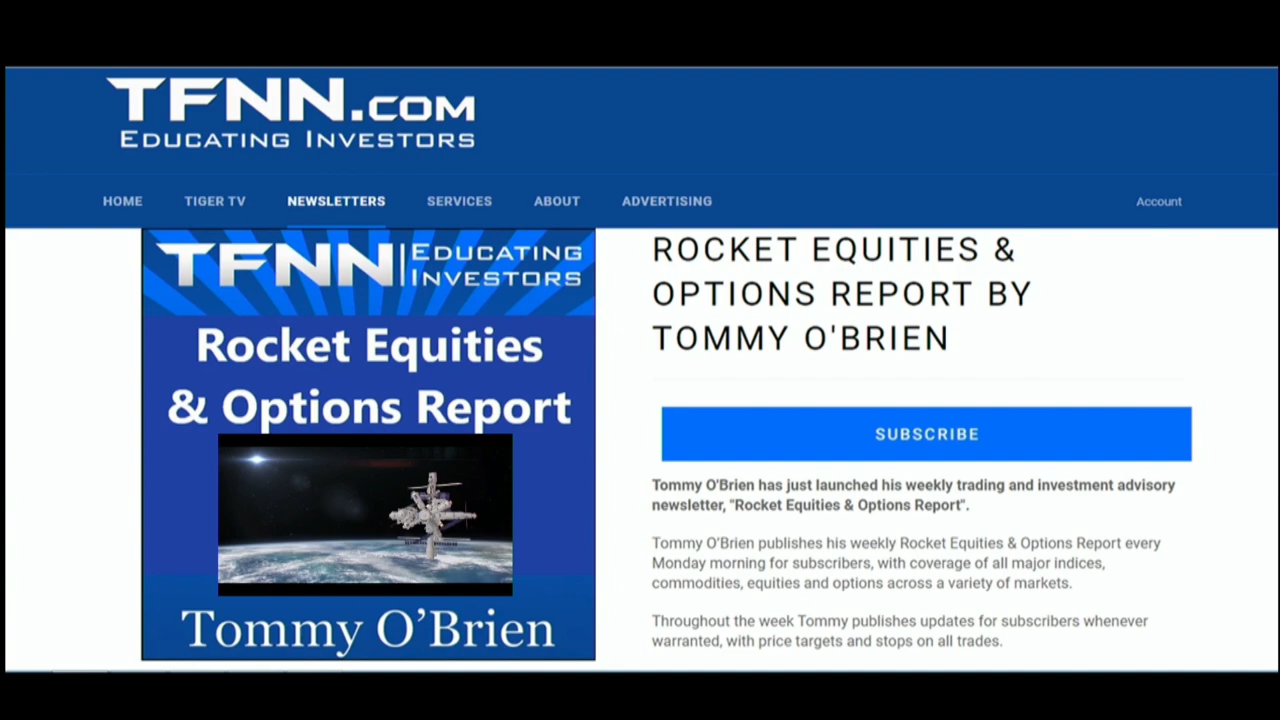 TFNN.COM
EDUCATING INVESTORS
HOME TIGER TV NEWSLETTERS SERVICES ABOUT ADVERTISING Account
TFNN | EDUCATING
INVESTORS
Rocket Equities
& Options Report
Tommy O’Brien
ROCKET EQUITIES &
OPTIONS REPORT BY
TOMMY O'BRIEN
SUBSCRIBE
Tommy O'Brien has just launched his weekly trading and investment advisory
newsletter, "Rocket Equities & Options Report".
Tommy O'Brien publishes his weekly Rocket Equities & Options Report every
Monday morning for subscribers, with coverage of all major indices,
commodities, equities and options across a variety of markets.
Throughout the week Tommy publishes updates for subscribers whenever
warranted, with price targets and stops on all trades.